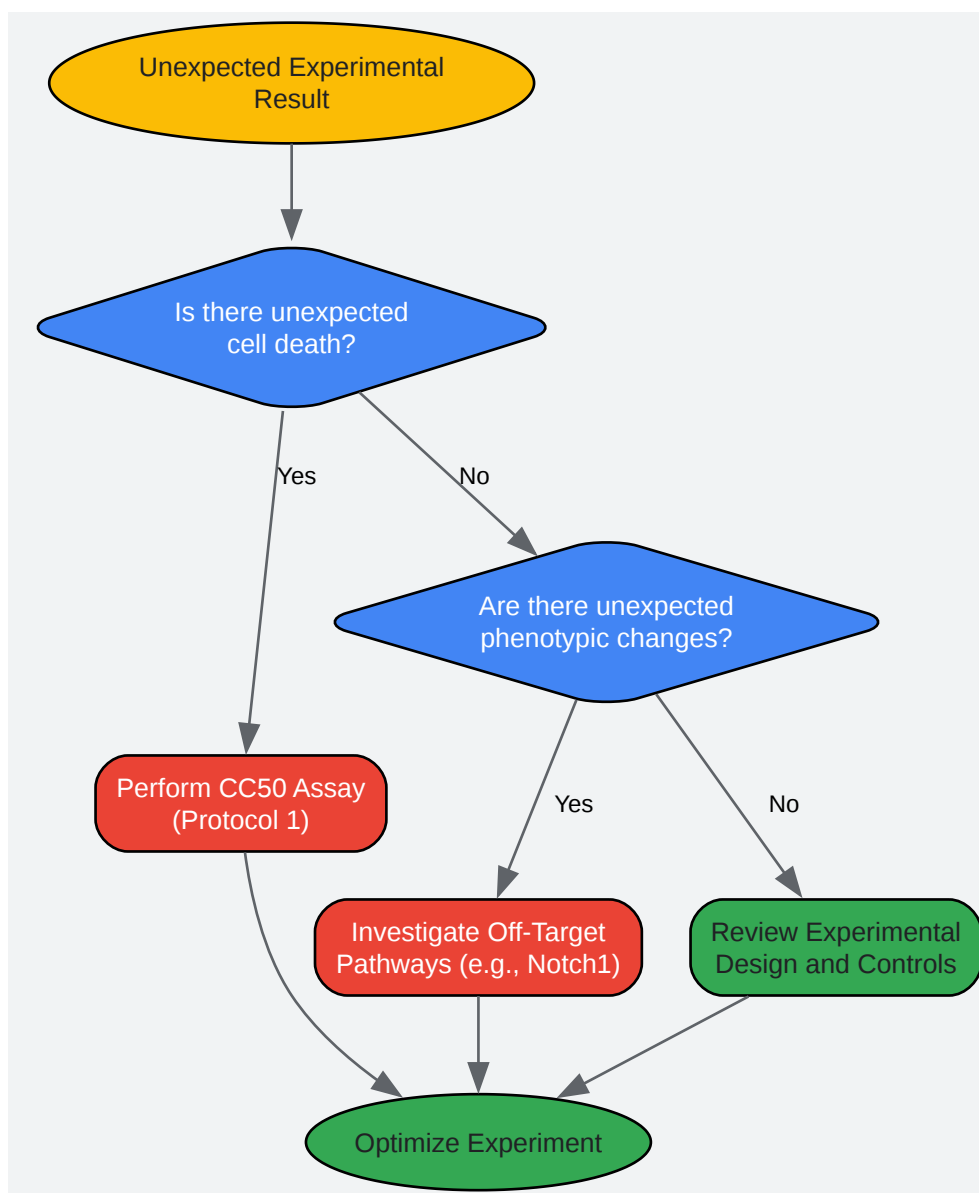 Unexpected Experimental
Result
Is there unexpected
cell death?
Yes
No
Are there unexpected
phenotypic changes?
Perform CC50 Assay
(Protocol 1)
Yes
No
Investigate Off-Target
Pathways (e.g., Notch1)
Review Experimental
Design and Controls
Optimize Experiment